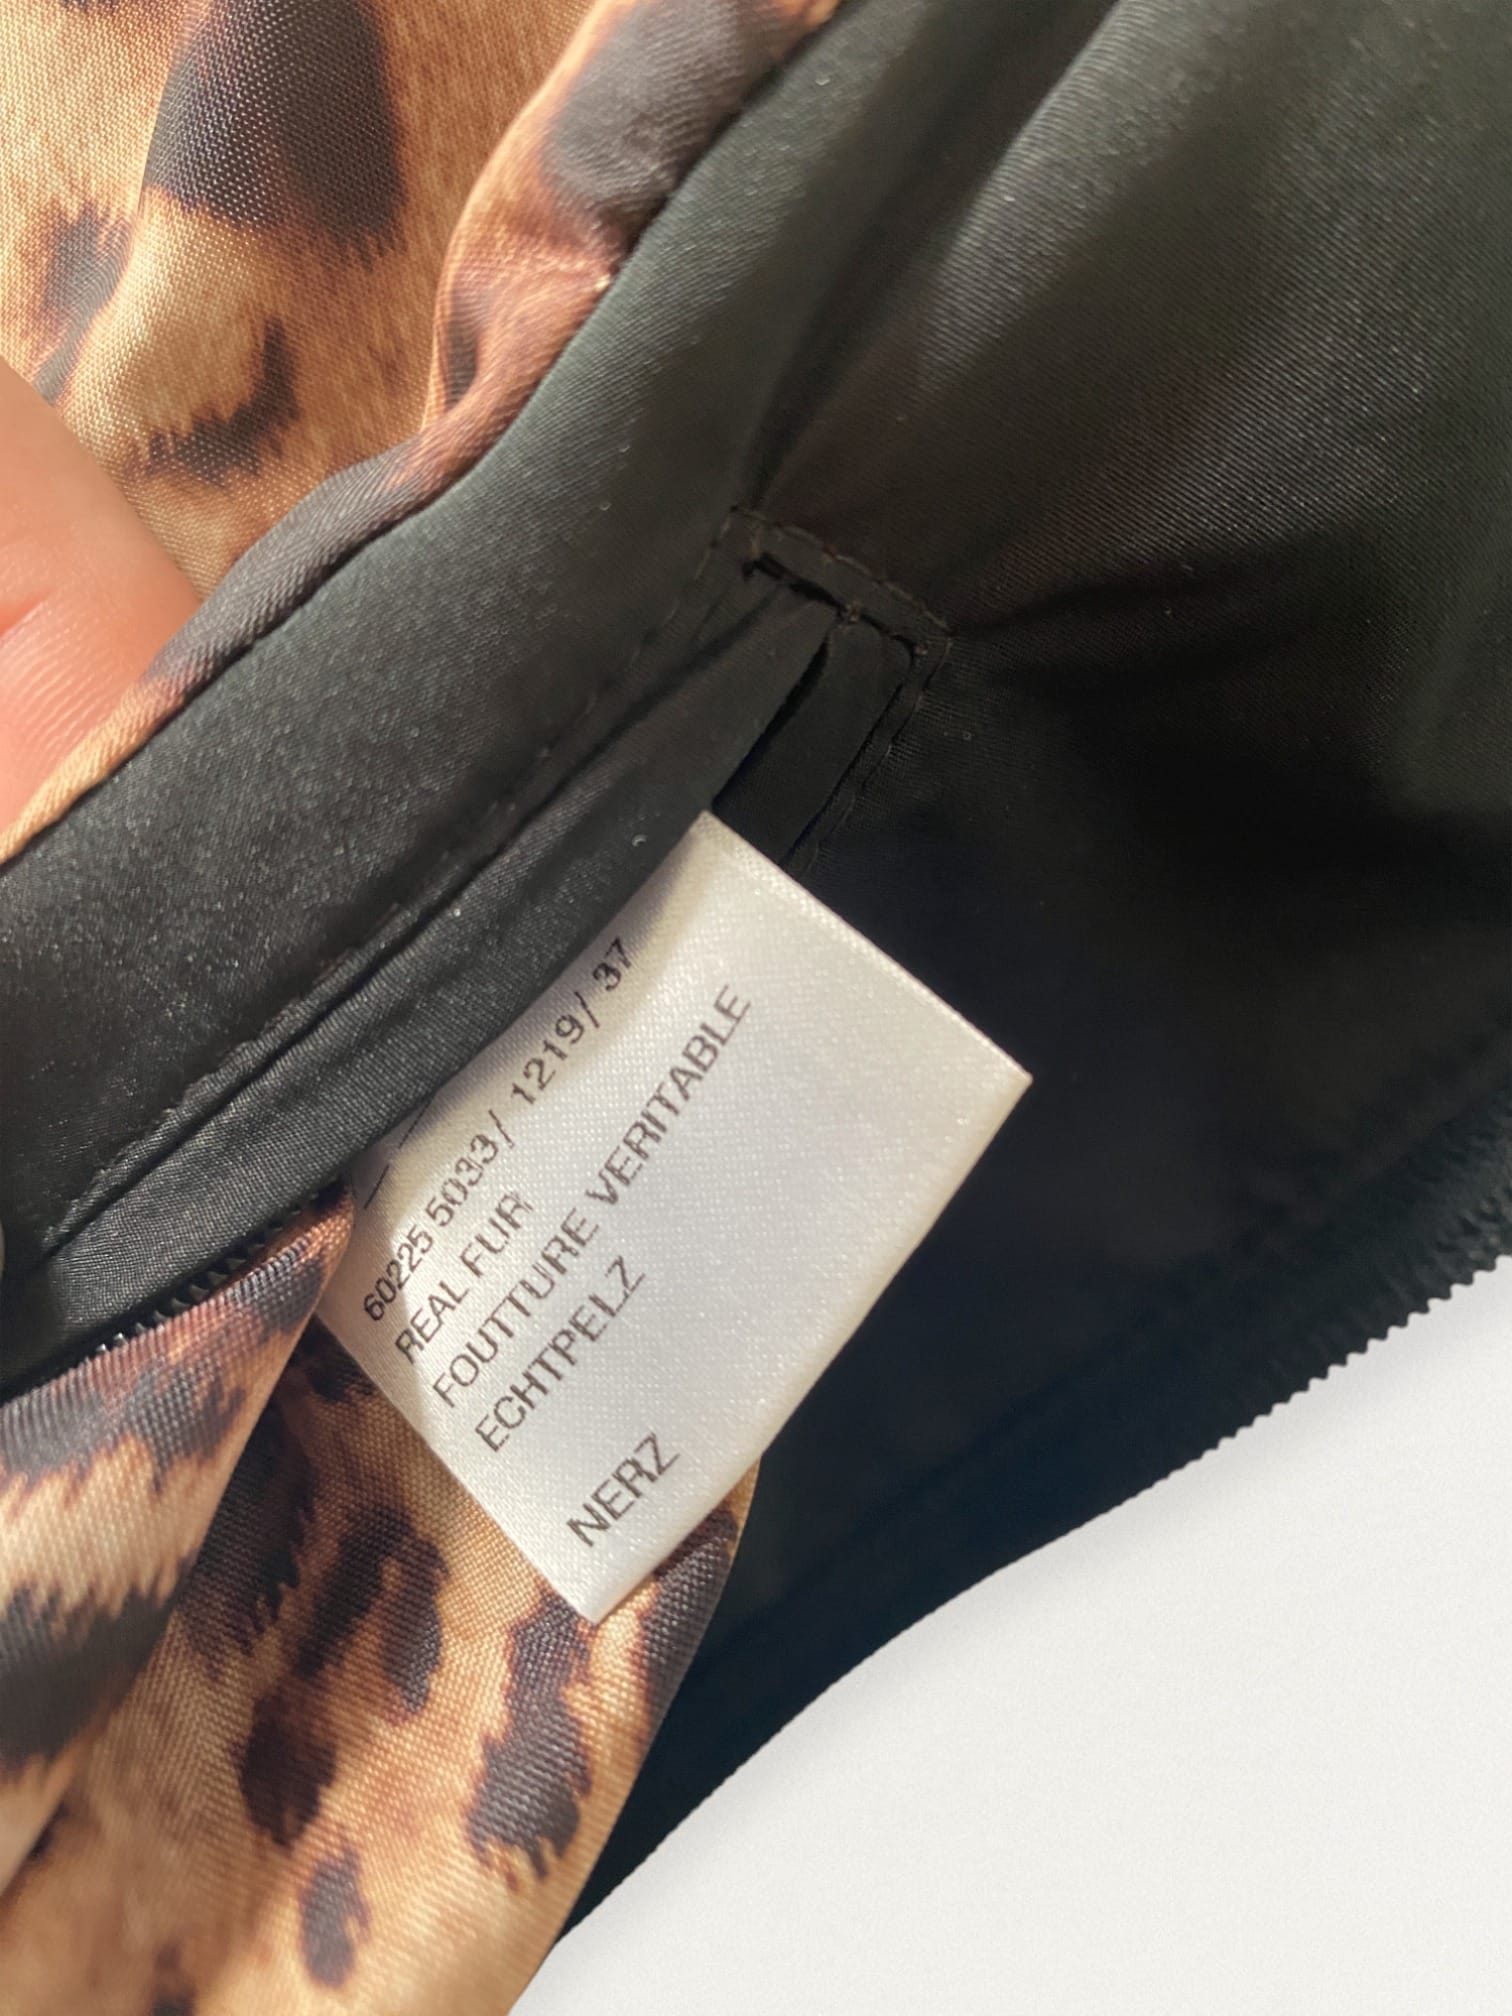 60225 5033/ 1219/ 37
REAL FUR
FOUTTURE VERITABLE
ECHTPELZ
NERZ